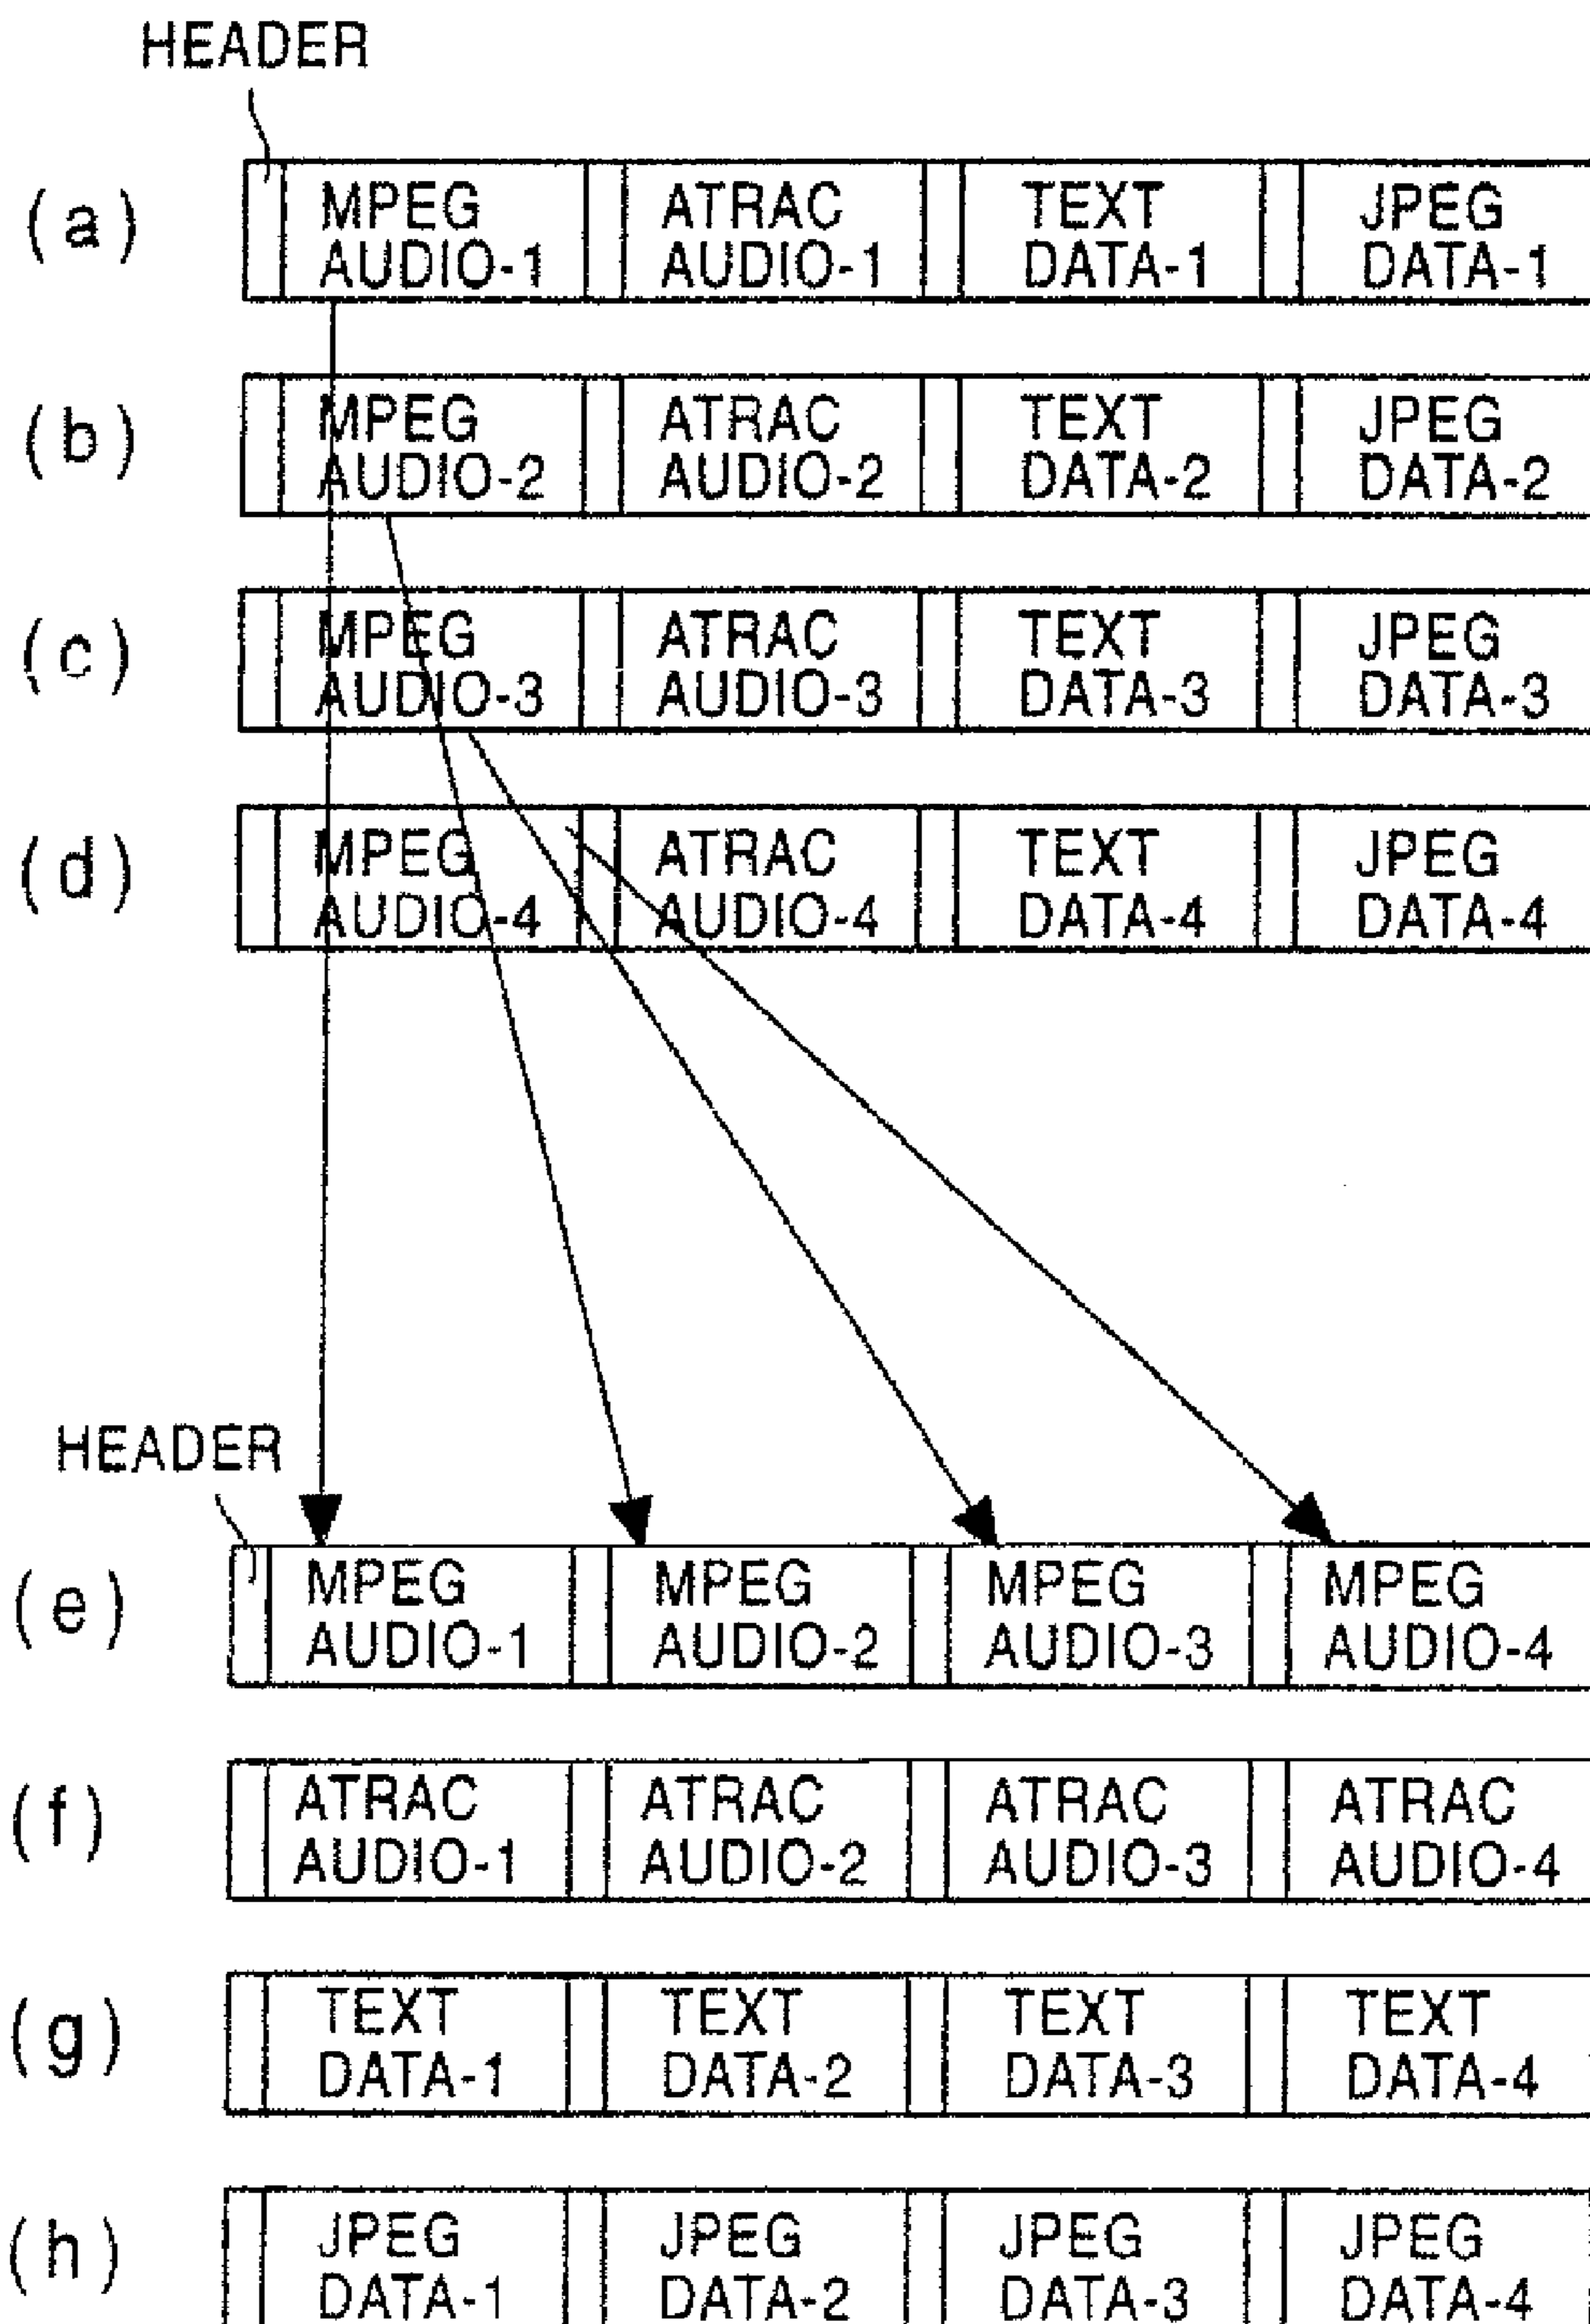 HEADER
(a)
MPEG ATRAC TEXT JPEG
AUDIO-1 AUDIO-1 DATA-1 DATA-1
(b)
MPEG ATRAC TEXT JPEG
AUDIO-2 AUDIO-2 DATA-2 DATA-2
(c)
MPEG ATRAC TEXT JPEG
AUDIO-3 AUDIO-3 DATA-3 DATA-3
(d)
MPEG ATRAC TEXT JPEG
AUDIO-4 AUDIO-4 DATA-4 DATA-4
HEADER
(e)
MPEG MPEG MPEG MPEG
AUDIO-1 AUDIO-2 AUDIO-3 AUDIO-4
(f)
ATRAC ATRAC ATRAC ATRAC
AUDIO-1 AUDIO-2 AUDIO-3 AUDIO-4
(g)
TEXT TEXT TEXT TEXT
DATA-1 DATA-2 DATA-3 DATA-4
(h)
JPEG JPEG JPEG JPEG
DATA-1 DATA-2 DATA-3 DATA-4